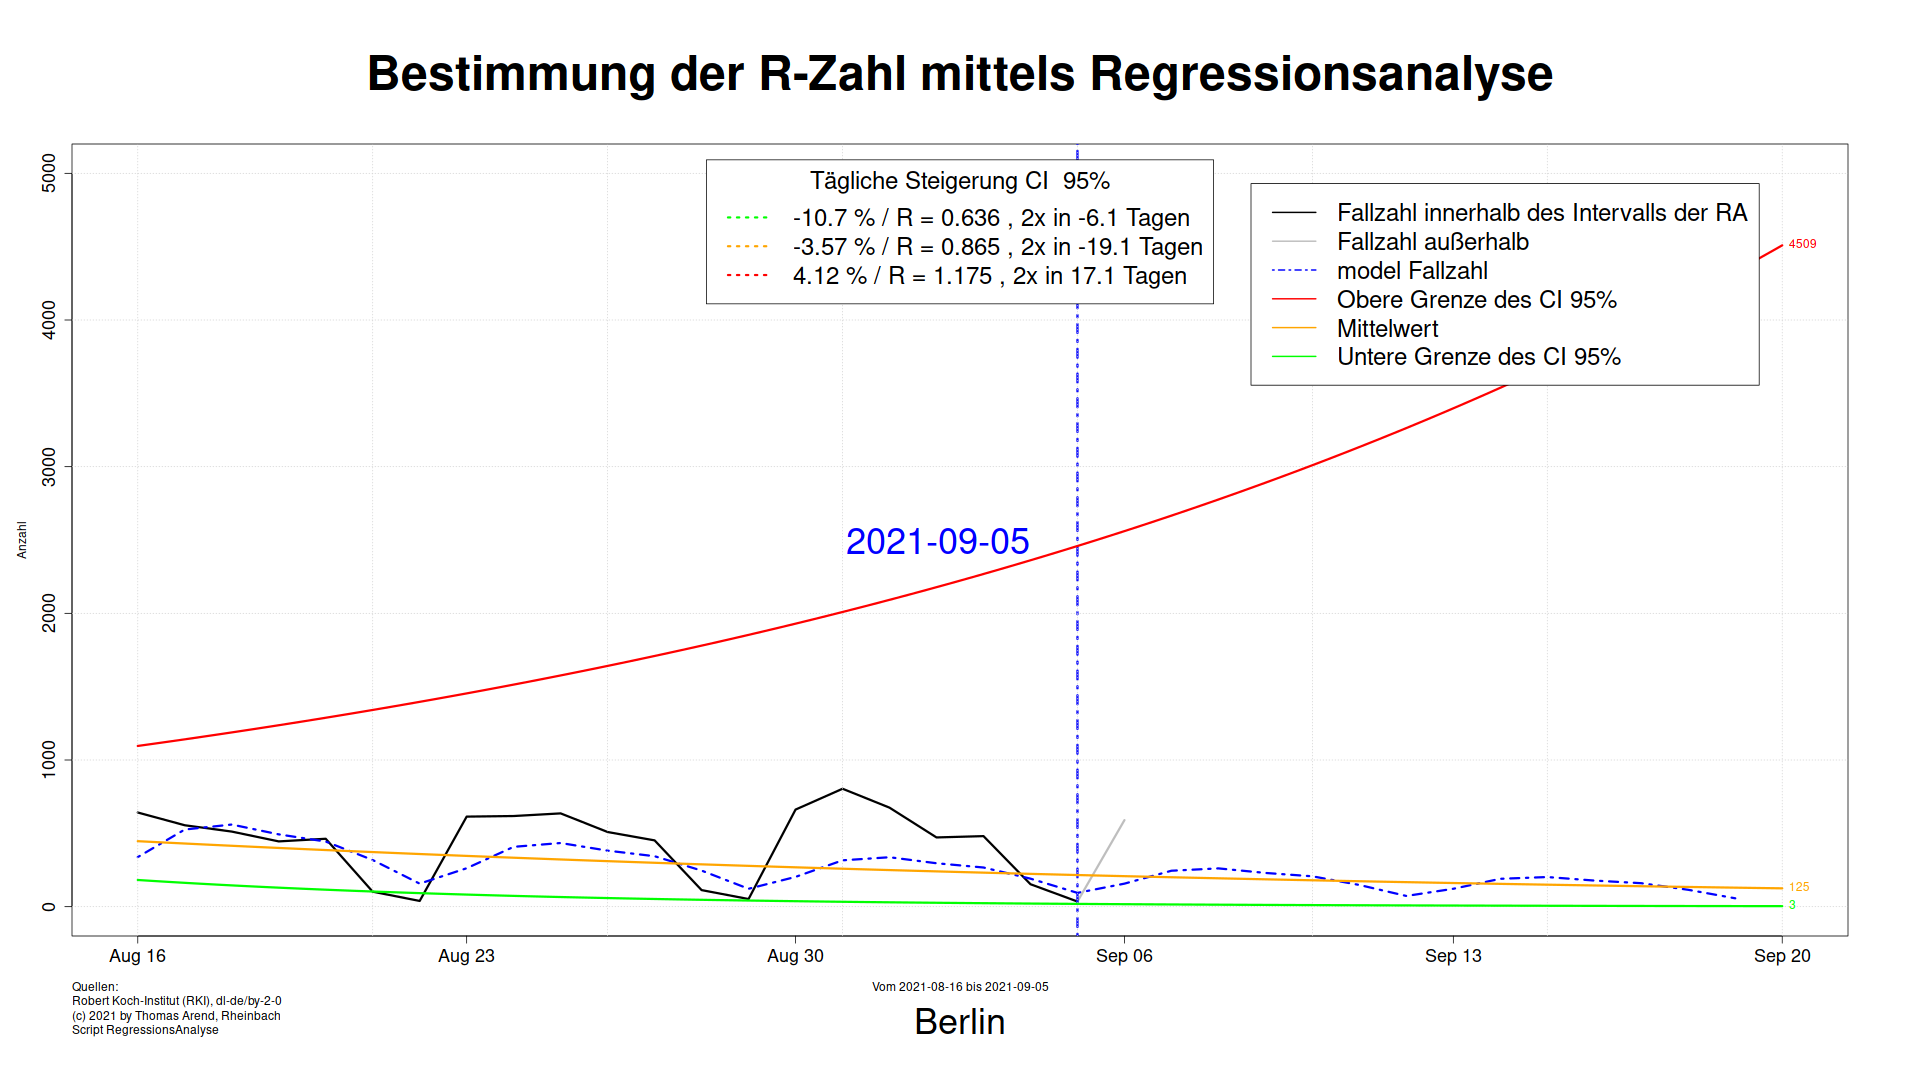 Bestimmung der R-Zahl mittels Regressionsanalyse
Tägliche Steigerung CI 95%
-10.7 % / R = 0.636 , 2x in -6.1 Tagen
-3.57 % / R = 0.865 , 2x in -19.1 Tagen
4.12 % / R = 1.175 , 2x in 17.1 Tagen
Fallzahl innerhalb des Intervalls der RA
Fallzahl außerhalb
model Fallzahl
Obere Grenze des CI 95%
Mittelwert
Untere Grenze des CI 95%
5000
4000
3000
2000
1000
0
Anzahl
2021-09-05
4509
125
3
Aug 16
Aug 23
Aug 30
Sep 06
Sep 13
Sep 20
Quellen:
Robert Koch-Institut (RKI), dl-de/by-2-0
(c) 2021 by Thomas Arend, Rheinbach
Script RegressionsAnalyse
Vom 2021-08-16 bis 2021-09-05
Berlin